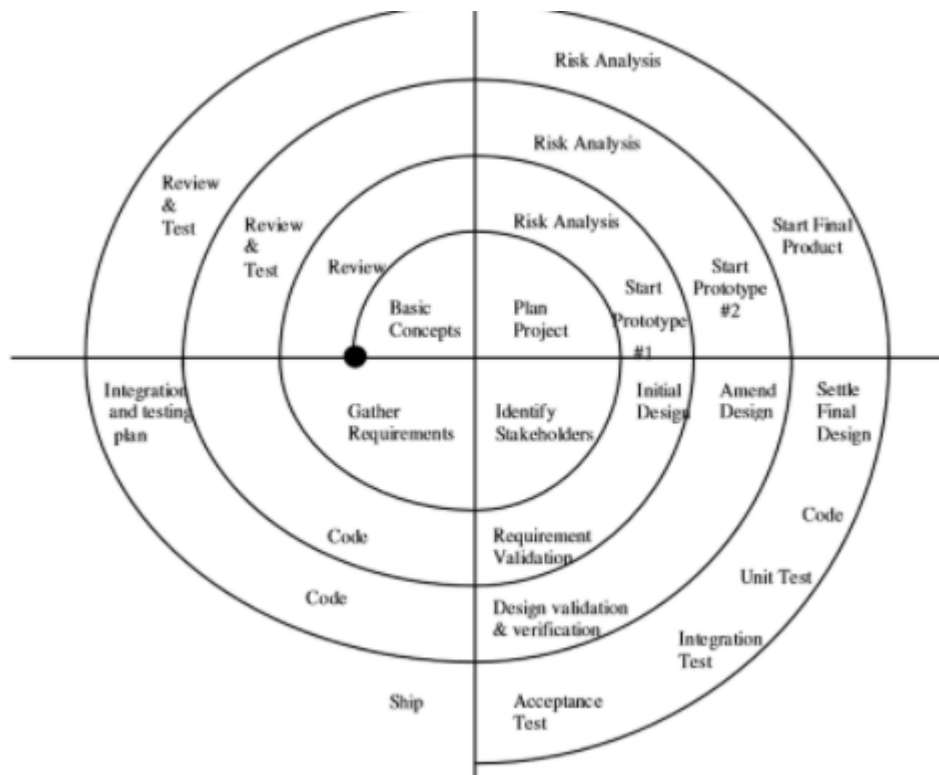 Risk Analysis
Risk Analysis
Review
&
Test
Review
&
Test
Risk Analysis
Start Final
Product
Review
Start
Prototype
#2
Start
Prototype
#1
Basic
Concepts
Plan
Project
Integration
and testing
plan
Gather
Requirements
Identify
Stakeholders
Initial
Design
Amend
Design
Settle
Final
Design
Code
Code
Requirement
Validation
Unit Test
Code
Design validation
& verification
Integration
Test
Ship
Acceptance
Test